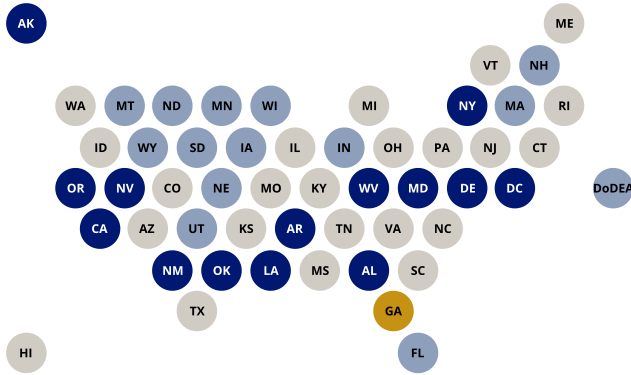 AK ME
VT NH
WA MT ND MN WI MI NY MA RI
ID WY SD IA IL IN OH PA NJ CT
OR NV CO NE MO KY WV MD DE DC DoDEA
CA AZ UT KS AR TN VA NC
NM OK LA MS AL SC
TX GA
HI FL